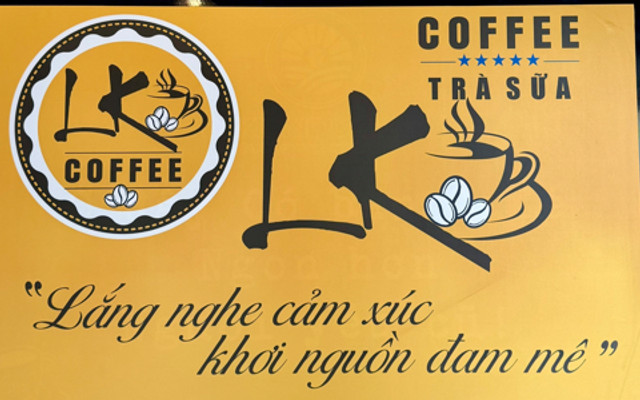 LK
COFFEE
COFFEE
★★★★★
TRÀ SỮA
LK
"Lắng nghe cảm xúc
khơi nguồn đam mê"